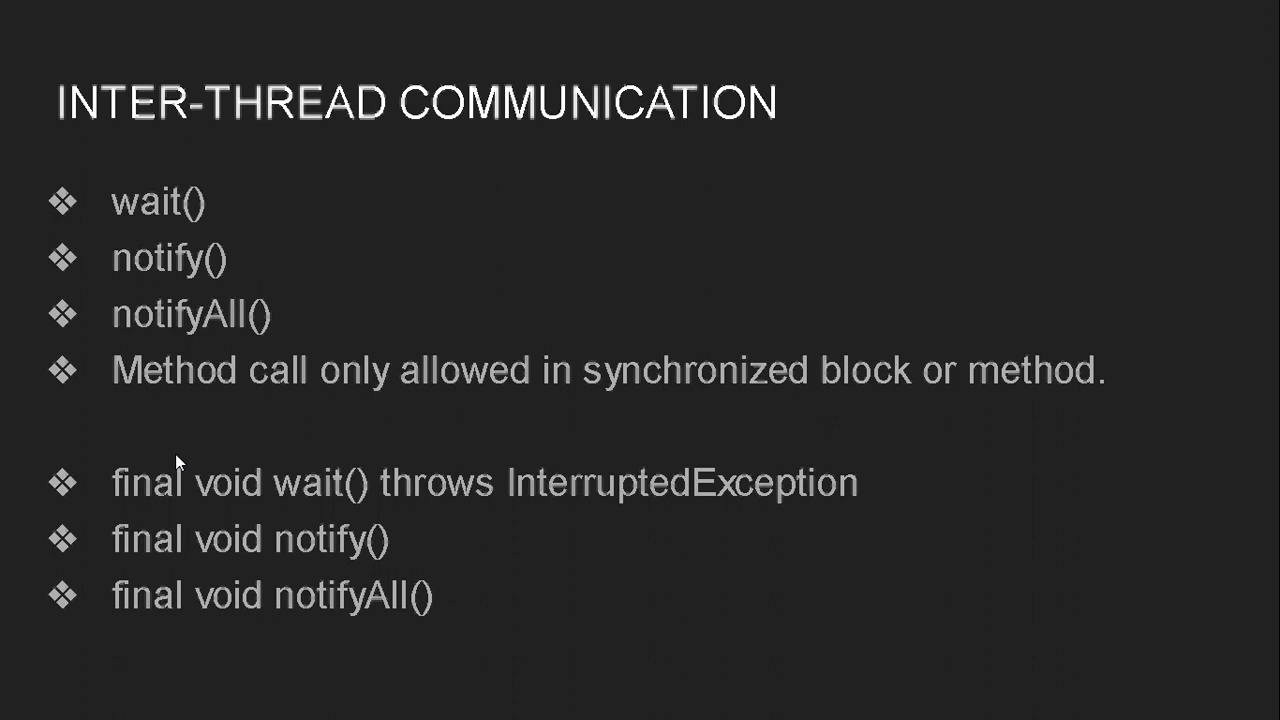 INTER-THREAD COMMUNICATION
❖ wait()
❖ notify()
❖ notifyAll()
❖ Method call only allowed in synchronized block or method.
❖ final void wait() throws InterruptedException
❖ final void notify()
❖ final void notifyAll()